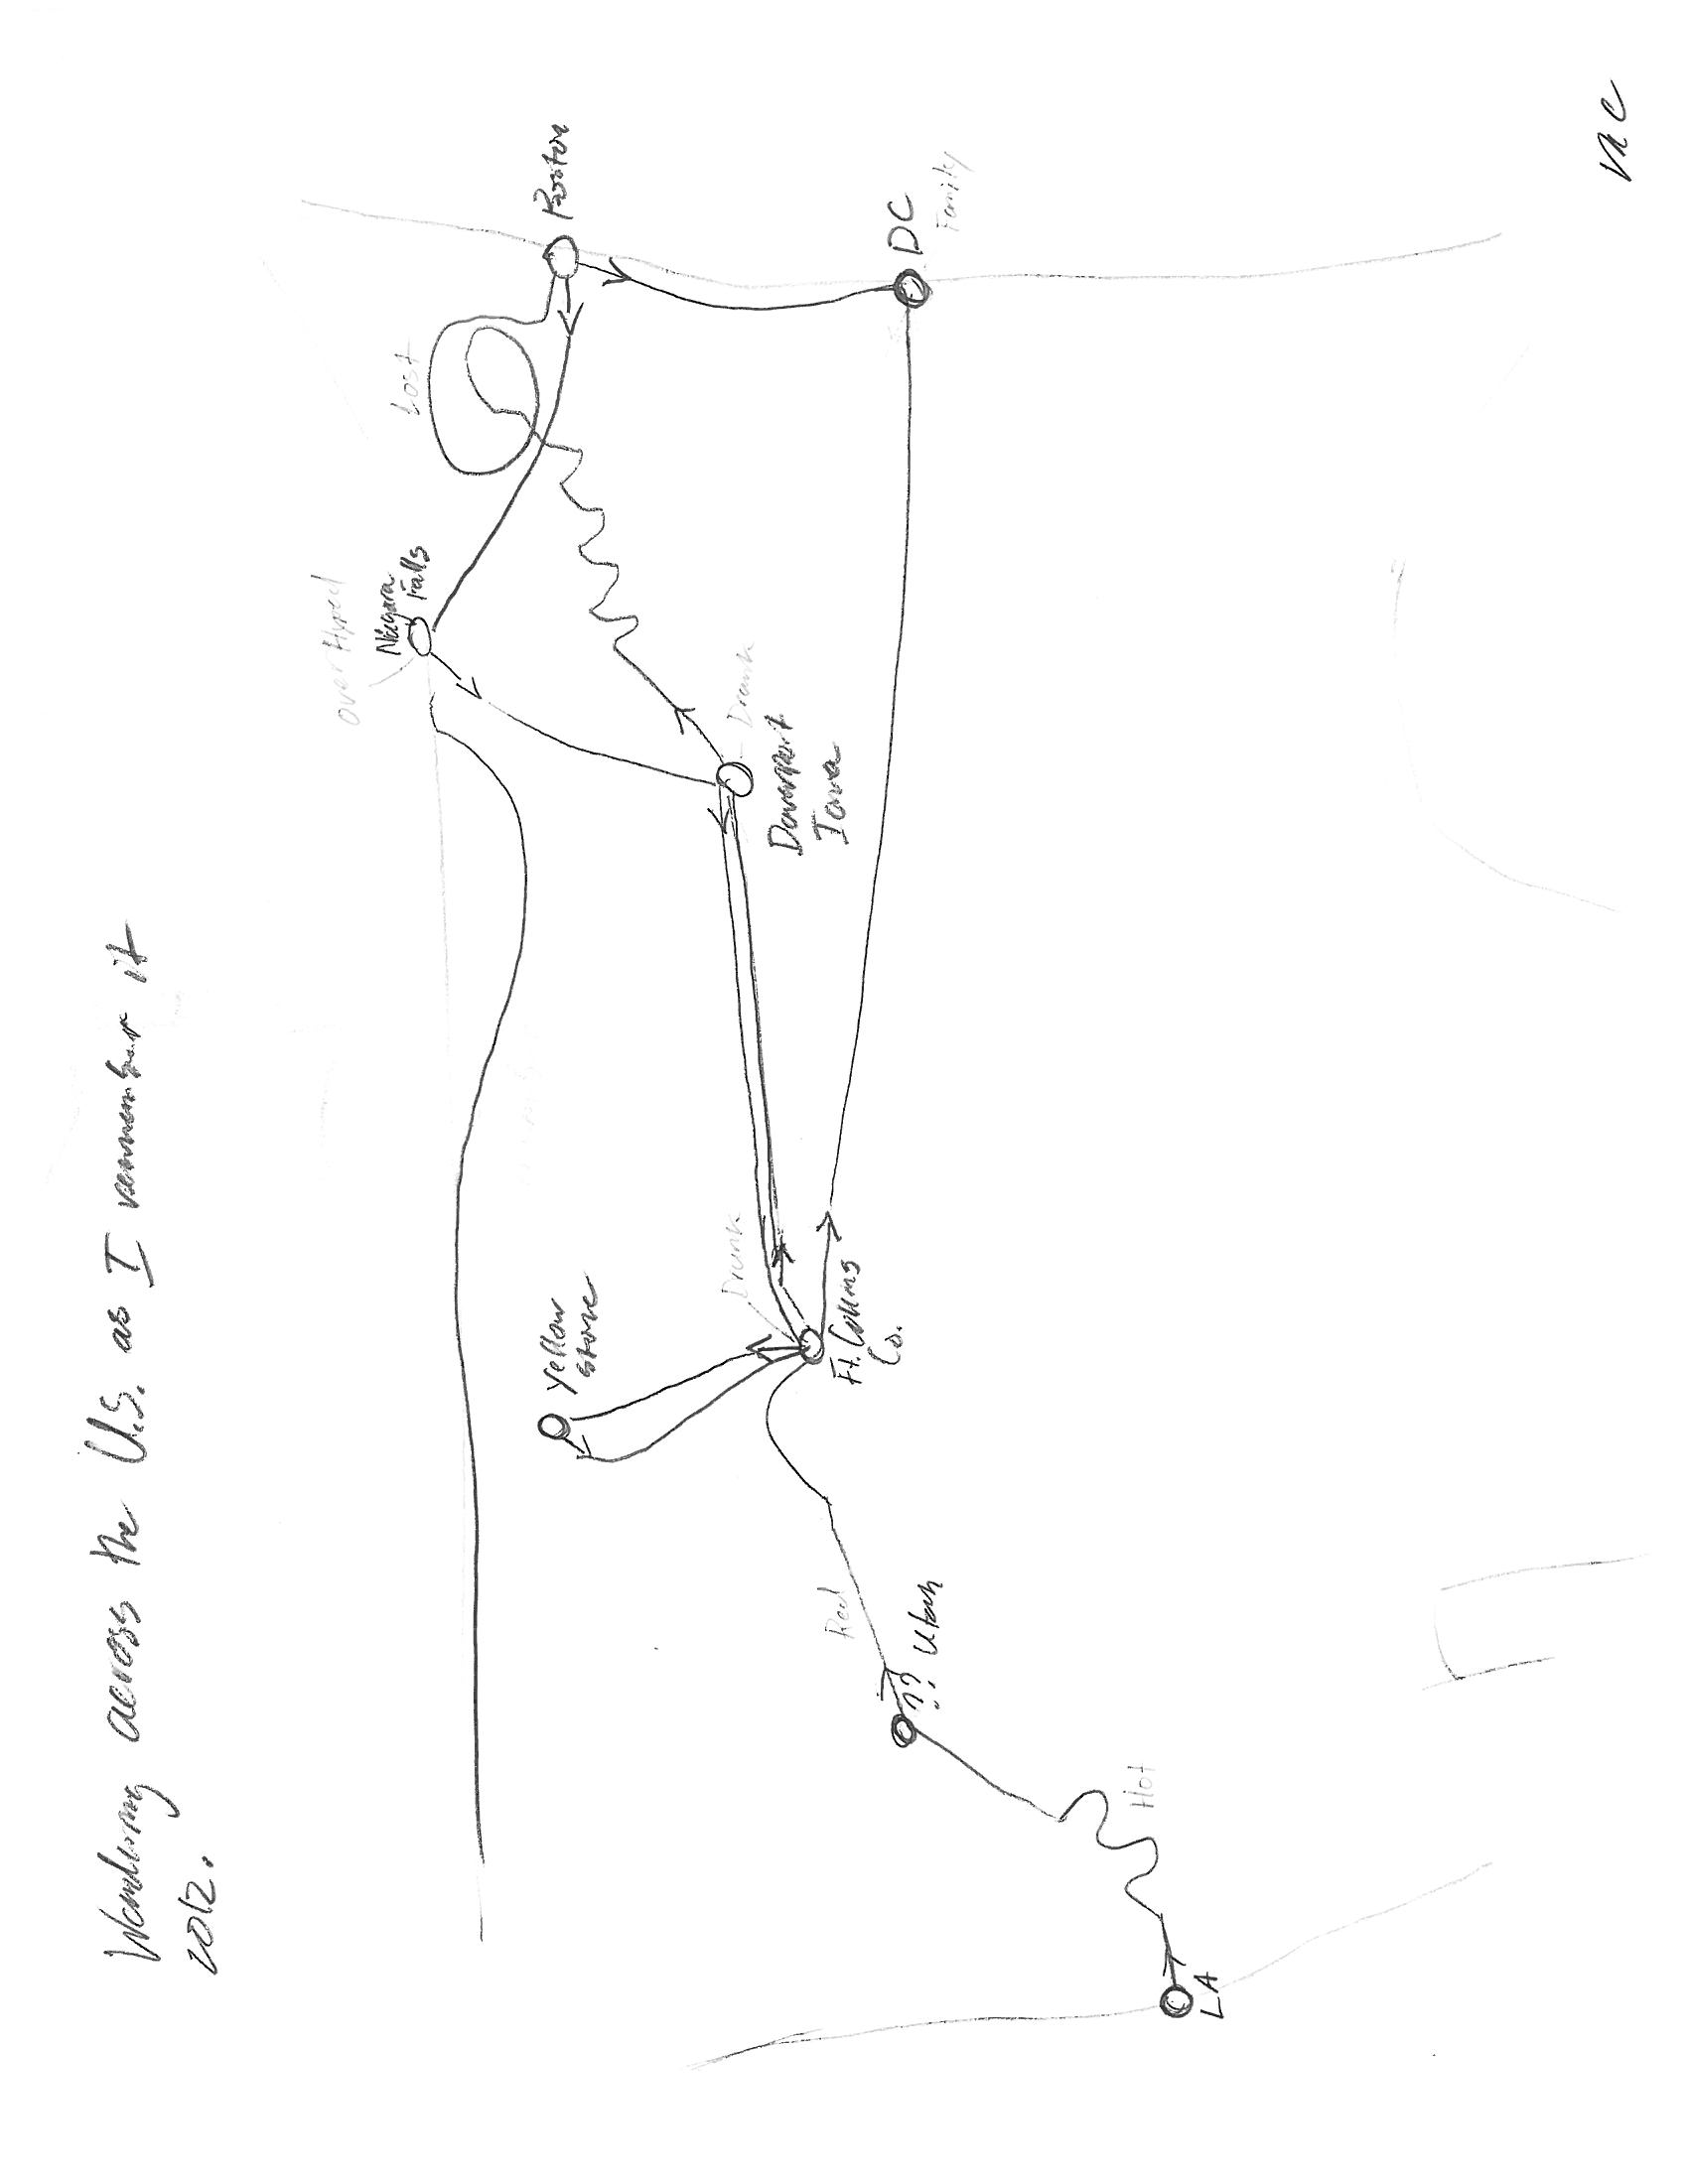 Wandering across the U.S. as I remember it
2012.
over Hyped
Niagara
Falls
Lost
Boston
Yellow
stone
Drunk
Drunk
Davenport
Iowa
DC
Family
Ft. Collins
Co.
Red
?? Utah
Hot
LA